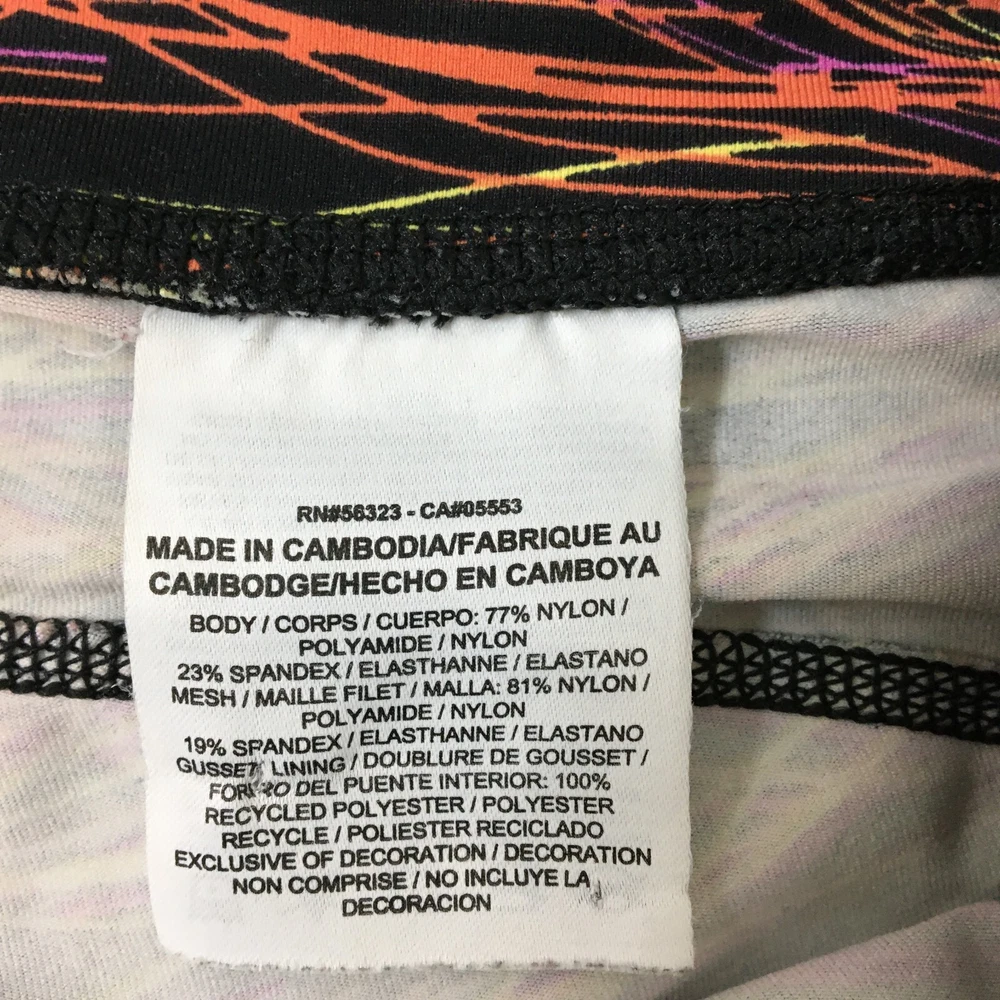 RN#56323 - CA#05553
MADE IN CAMBODIA/FABRIQUE AU
CAMBODGE/HECHO EN CAMBOYA
BODY / CORPS / CUERPO: 77% NYLON /
POLYAMIDE / NYLON
23% SPANDEX / ELASTHANNE / ELASTANO
MESH / MAILLE FILET / MALLA: 81% NYLON /
POLYAMIDE / NYLON
19% SPANDEX / ELASTHANNE / ELASTANO
GUSSET LINING / DOUBLURE DE GOUSSET /
FORRO DEL PUENTE INTERIOR: 100%
RECYCLED POLYESTER / POLYESTER
RECYCLE / POLIESTER RECICLADO
EXCLUSIVE OF DECORATION / DECORATION
NON COMPRISE / NO INCLUYE LA
DECORACION